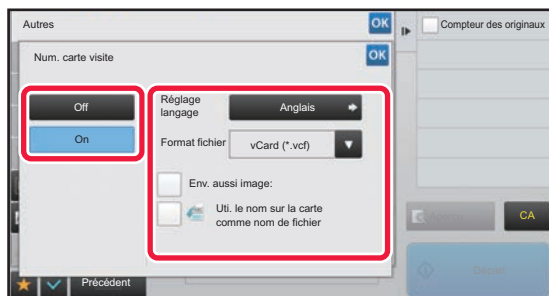 Autres
OK
Compteur des originaux
Num. carte visite
OK
Off
On
Réglage
langage
Anglais
Format fichier
vCard (*.vcf)
Env. aussi image:
Uti. le nom sur la carte
comme nom de fichier
CA
Précédent